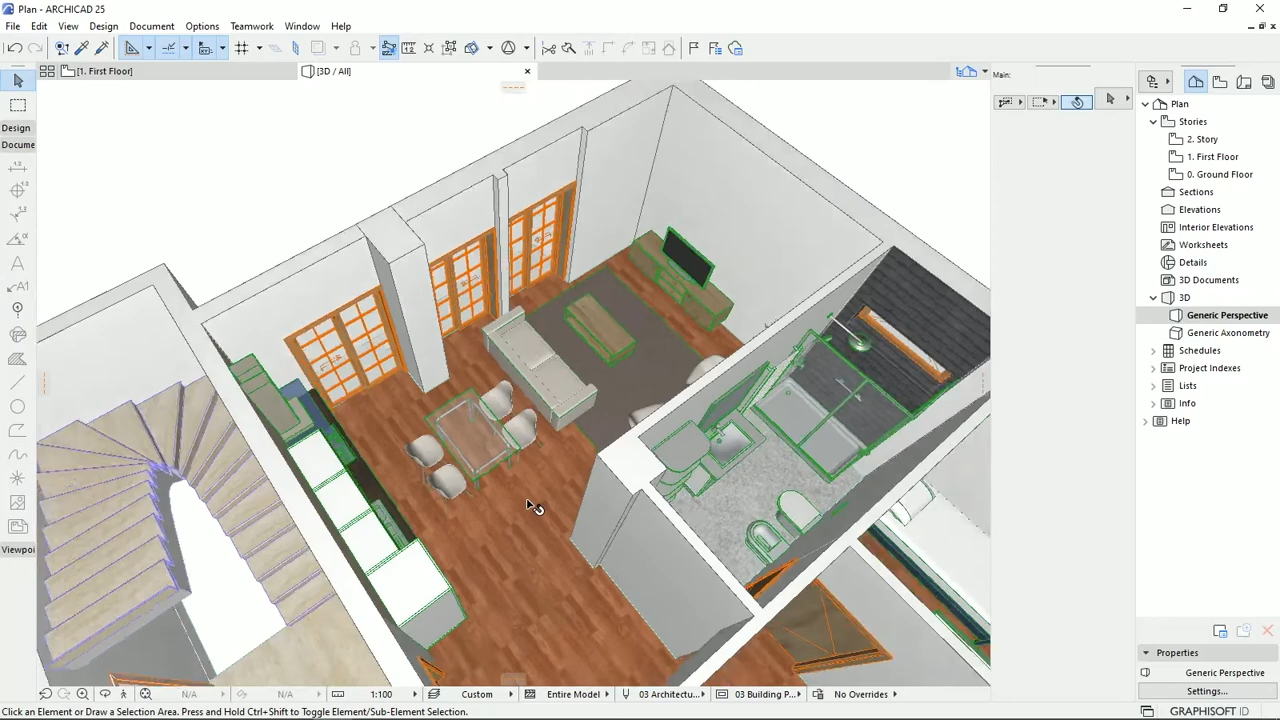 Plan - ARCHICAD 25
File Edit View Design Document Options Teamwork Window Help
[1. First Floor]
[3D / All]
Main:
Design
Docume
Viewpoi
Plan
Stories
2. Story
1. First Floor
0. Ground Floor
Sections
Elevations
Interior Elevations
Worksheets
Details
3D Documents
3D
Generic Perspective
Generic Axonometry
Schedules
Project Indexes
Lists
Info
Help
Properties
Generic Perspective
Settings...
N/A
N/A
1:100
Custom
Entire Model
03 Architectu...
03 Building P...
No Overrides
Click an Element or Draw a Selection Area. Press and Hold Ctrl+Shift to Toggle Element/Sub-Element Selection.
GRAPHISOFT ID